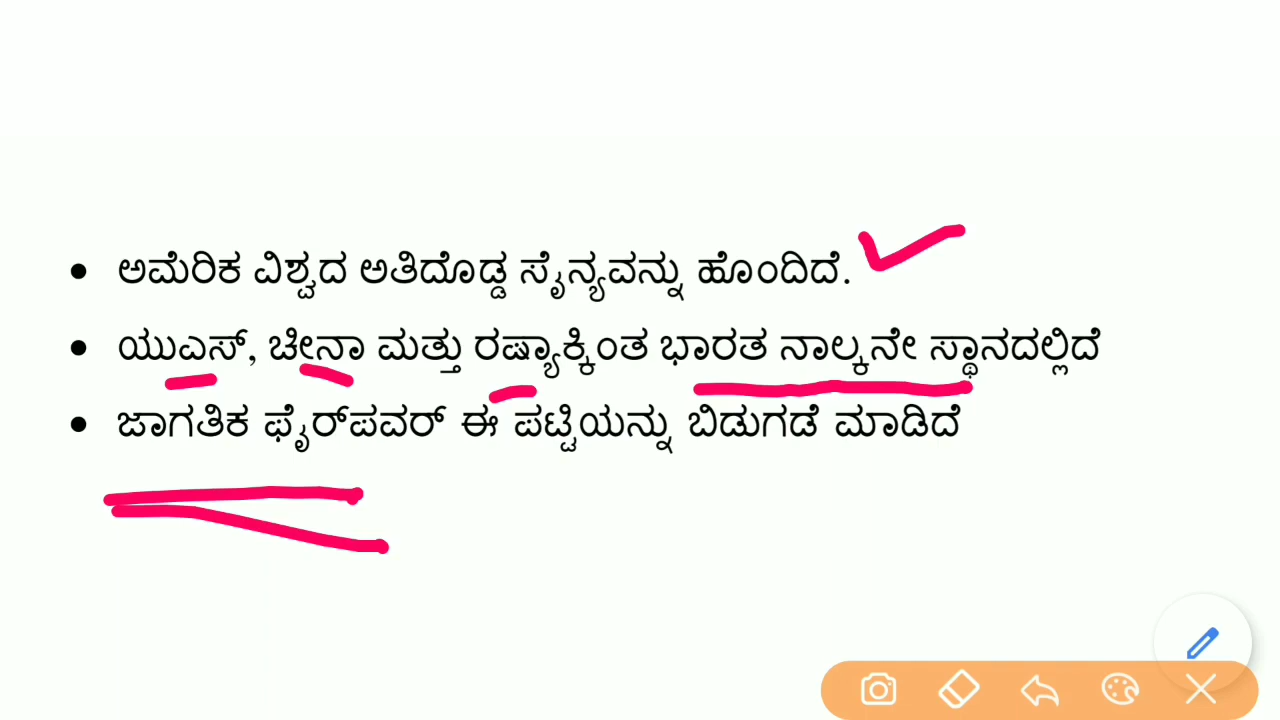 ಅಮೆರಿಕ ವಿಶ್ವದ ಅತಿದೊಡ್ಡ ಸೈನ್ಯವನ್ನು ಹೊಂದಿದೆ.
ಯುಎಸ್, ಚೀನಾ ಮತ್ತು ರಷ್ಯಾಕ್ಕಿಂತ ಭಾರತ ನಾಲ್ಕನೇ ಸ್ಥಾನದಲ್ಲಿದೆ
ಜಾಗತಿಕ ಫೈರ್‌ಪವರ್ ಈ ಪಟ್ಟಿಯನ್ನು ಬಿಡುಗಡೆ ಮಾಡಿದೆ